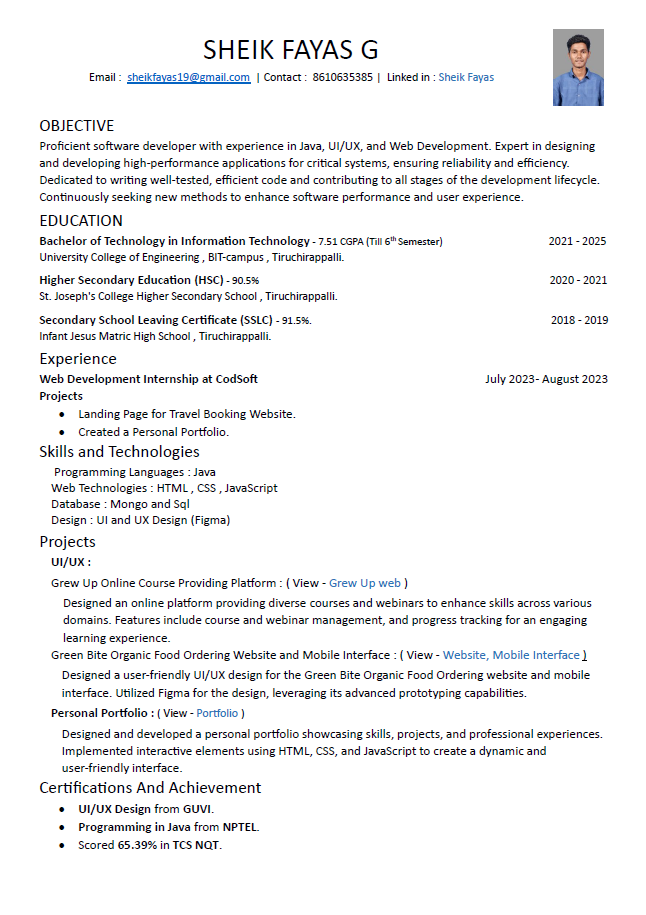 SHEIK FAYAS G
Email : sheikfayas19@gmail.com | Contact : 8610635385 | Linked in : Sheik Fayas
OBJECTIVE
Proficient software developer with experience in Java, UI/UX, and Web Development. Expert in designing
and developing high-performance applications for critical systems, ensuring reliability and efficiency.
Dedicated to writing well-tested, efficient code and contributing to all stages of the development lifecycle.
Continuously seeking new methods to enhance software performance and user experience.
EDUCATION
Bachelor of Technology in Information Technology - 7.51 CGPA (Till 6th Semester) 2021 - 2025
University College of Engineering , BIT-campus , Tiruchirappalli.
Higher Secondary Education (HSC) - 90.5% 2020 - 2021
St. Joseph's College Higher Secondary School , Tiruchirappalli.
Secondary School Leaving Certificate (SSLC) - 91.5%. 2018 - 2019
Infant Jesus Matric High School , Tiruchirappalli.
Experience
Web Development Internship at CodSoft July 2023- August 2023
Projects
• Landing Page for Travel Booking Website.
• Created a Personal Portfolio.
Skills and Technologies
Programming Languages : Java
Web Technologies : HTML , CSS , JavaScript
Database : Mongo and Sql
Design : UI and UX Design (Figma)
Projects
UI/UX :
Grew Up Online Course Providing Platform : ( View - Grew Up web )
Designed an online platform providing diverse courses and webinars to enhance skills across various
domains. Features include course and webinar management, and progress tracking for an engaging
learning experience.
Green Bite Organic Food Ordering Website and Mobile Interface : ( View - Website, Mobile Interface )
Designed a user-friendly UI/UX design for the Green Bite Organic Food Ordering website and mobile
interface. Utilized Figma for the design, leveraging its advanced prototyping capabilities.
Personal Portfolio : ( View - Portfolio )
Designed and developed a personal portfolio showcasing skills, projects, and professional experiences.
Implemented interactive elements using HTML, CSS, and JavaScript to create a dynamic and
user-friendly interface.
Certifications And Achievement
• UI/UX Design from GUVI.
• Programming in Java from NPTEL.
• Scored 65.39% in TCS NQT.